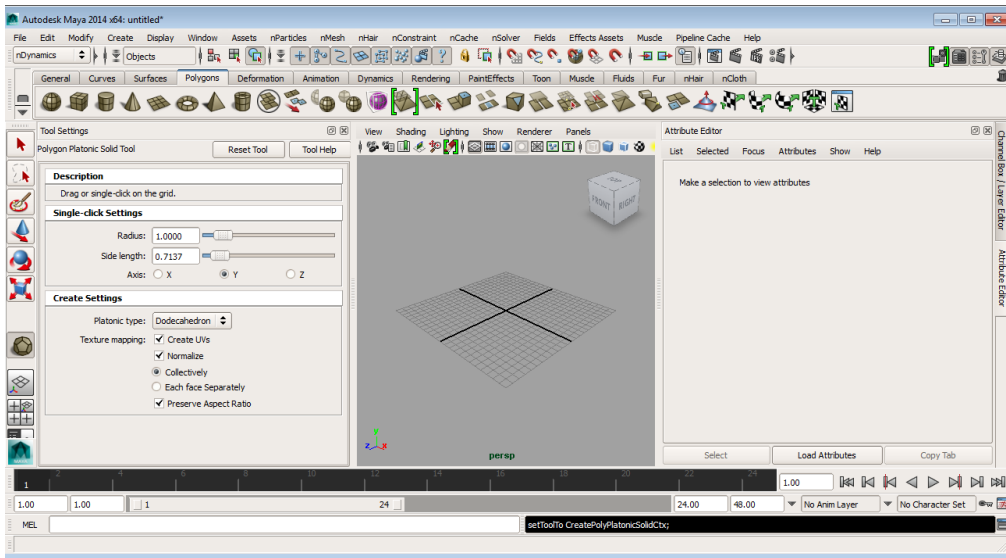 Autodesk Maya 2014 x64: untitled*
File Edit Modify Create Display Window Assets nParticles nMesh nHair nConstraint nCache nSolver Fields Effects Assets Muscle Pipeline Cache Help
nDynamics Objects
General Curves Surfaces Polygons Deformation Animation Dynamics Rendering PaintEffects Toon Muscle Fluids Fur nHair nCloth
Tool Settings
Polygon Platonic Solid Tool Reset Tool Tool Help
Description
Drag or single-click on the grid.
Single-click Settings
Radius: 1.0000
Side length: 0.7137
Axis: X Y Z
Create Settings
Platonic type: Dodecahedron
Texture mapping: Create UVs
Normalize
Collectively
Each face Separately
Preserve Aspect Ratio
View Shading Lighting Show Renderer Panels
FRONT RIGHT
y
z x
persp
Attribute Editor
List Selected Focus Attributes Show Help
Make a selection to view attributes
Select Load Attributes Copy Tab
Channel Box / Layer Editor
Attribute Editor
2 4 6 8 10 12 14 16 18 20 22 24
1 1.00
1.00 1.00 1 24 24.00 48.00 No Anim Layer No Character Set
MEL setToolTo CreatePolyPlatonicSolidCtx;